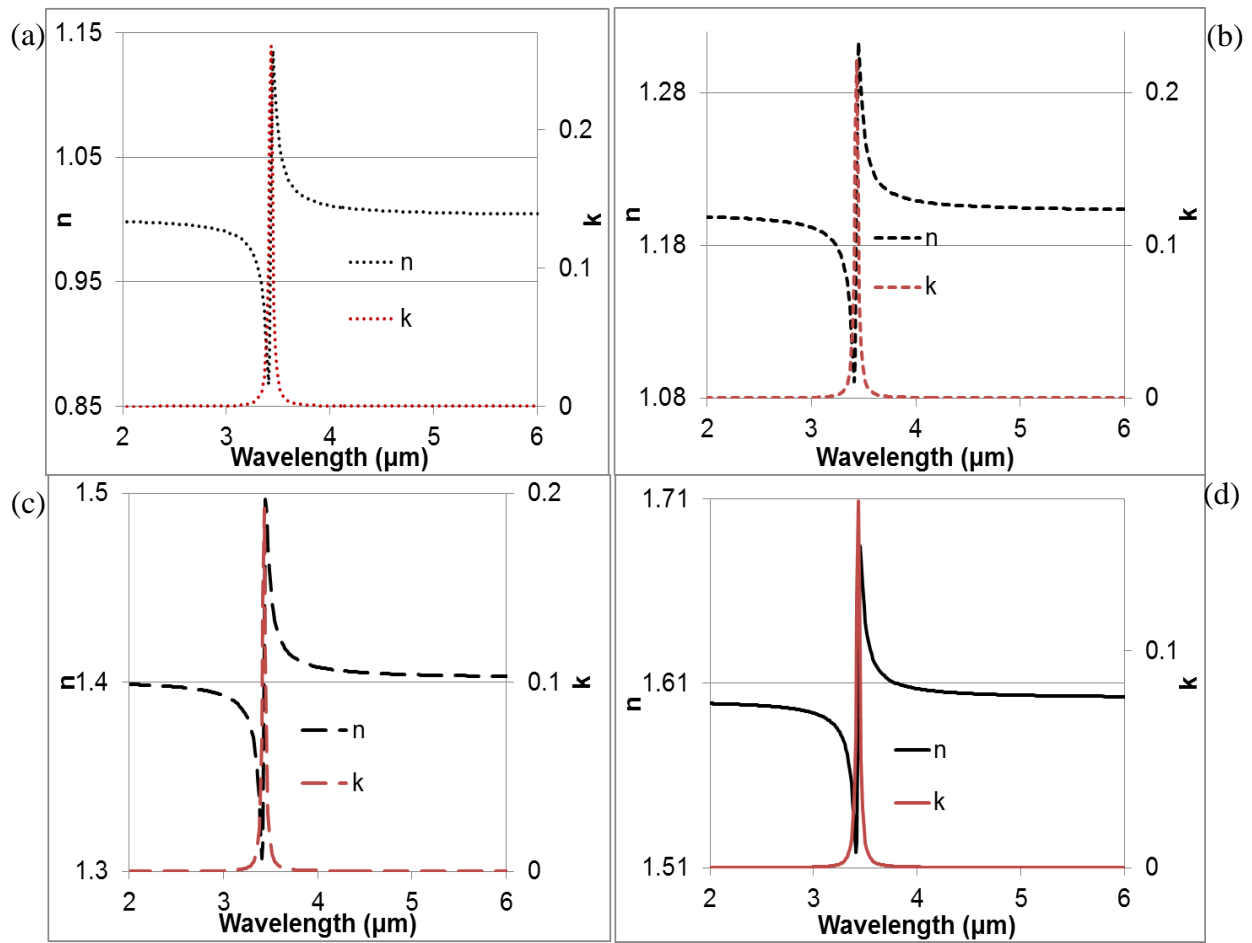 (a)
1.15
1.05
0.95
0.85
n
0.2
0.1
0
k
n
k
2 3 4 5 6
Wavelength (µm)
(b)
1.28
1.18
1.08
n
0.2
0.1
0
k
n
k
2 3 4 5 6
Wavelength (µm)
(c)
1.5
1.4
1.3
n
0.2
0.1
0
k
n
k
2 3 4 5 6
Wavelength (µm)
(d)
1.71
1.61
1.51
n
0.1
0
k
n
k
2 3 4 5 6
Wavelength (µm)